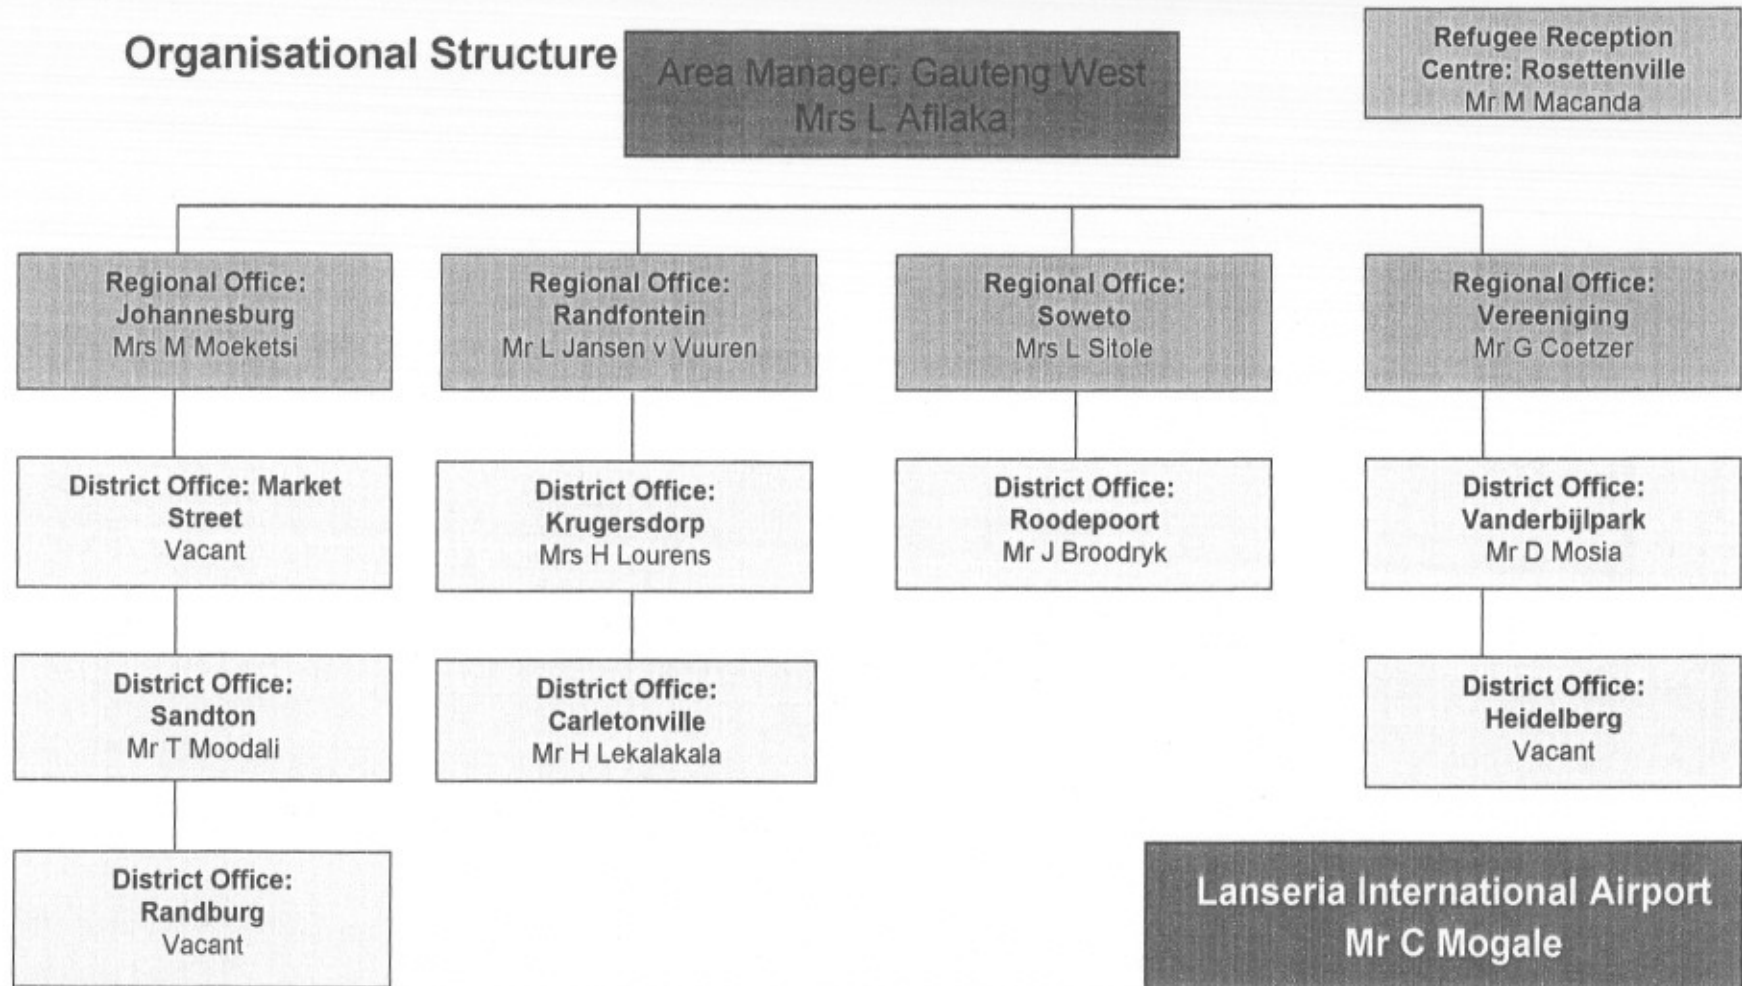 Organisational Structure
Area Manager: Gauteng West
Mrs L Afilaka
Refugee Reception
Centre: Rosettenville
Mr M Macanda
Regional Office:
Johannesburg
Mrs M Moeketsi
Regional Office:
Randfontein
Mr L Jansen v Vuuren
Regional Office:
Soweto
Mrs L Sitole
Regional Office:
Vereeniging
Mr G Coetzer
District Office: Market
Street
Vacant
District Office:
Krugersdorp
Mrs H Lourens
District Office:
Roodepoort
Mr J Broodryk
District Office:
Vanderbijlpark
Mr D Mosia
District Office:
Sandton
Mr T Moodali
District Office:
Carletonville
Mr H Lekalakala
District Office:
Heidelberg
Vacant
District Office:
Randburg
Vacant
Lanseria International Airport
Mr C Mogale